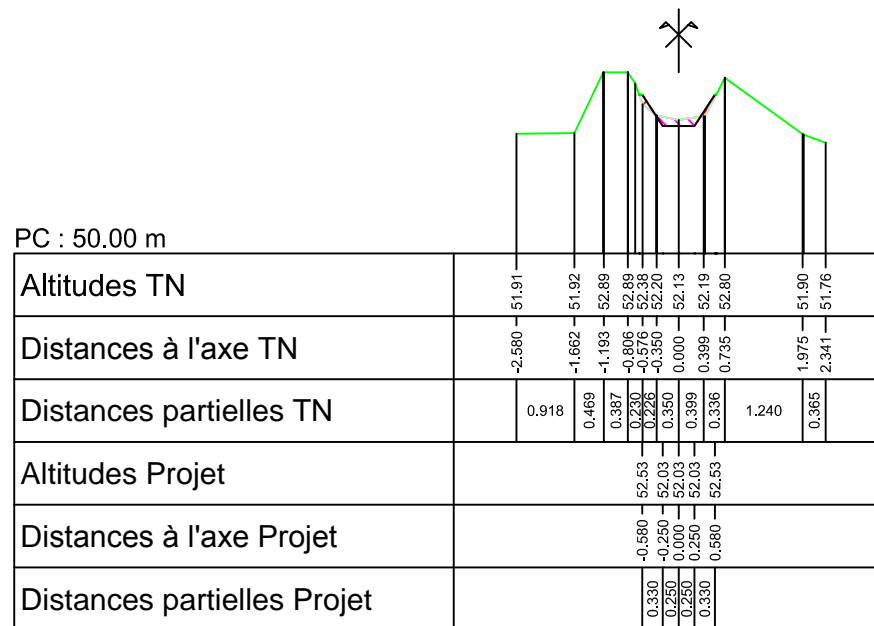 PC : 50.00 m
Altitudes TN
51.91 51.92 52.89 52.89 52.38 52.20 52.13 52.19 52.80 51.90 51.76
Distances à l'axe TN
-2.580 -1.662 -1.193 -0.806 -0.576 -0.350 0.000 0.399 0.735 1.975 2.341
Distances partielles TN
0.918 0.469 0.387 0.230 0.226 0.350 0.399 0.336 1.240 0.365
Altitudes Projet
52.53 52.03 52.03 52.03 52.53
Distances à l'axe Projet
-0.580 -0.250 0.000 0.250 0.580
Distances partielles Projet
0.330 0.250 0.250 0.330